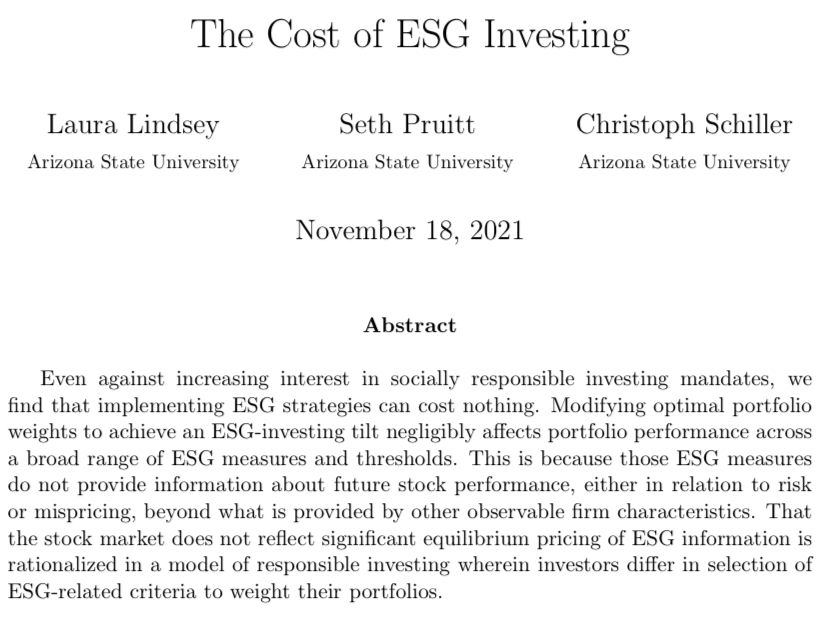 The Cost of ESG Investing
Laura Lindsey Seth Pruitt Christoph Schiller
Arizona State University Arizona State University Arizona State University
November 18, 2021
Abstract
Even against increasing interest in socially responsible investing mandates, we
find that implementing ESG strategies can cost nothing. Modifying optimal portfolio
weights to achieve an ESG-investing tilt negligibly affects portfolio performance across
a broad range of ESG measures and thresholds. This is because those ESG measures
do not provide information about future stock performance, either in relation to risk
or mispricing, beyond what is provided by other observable firm characteristics. That
the stock market does not reflect significant equilibrium pricing of ESG information is
rationalized in a model of responsible investing wherein investors differ in selection of
ESG-related criteria to weight their portfolios.